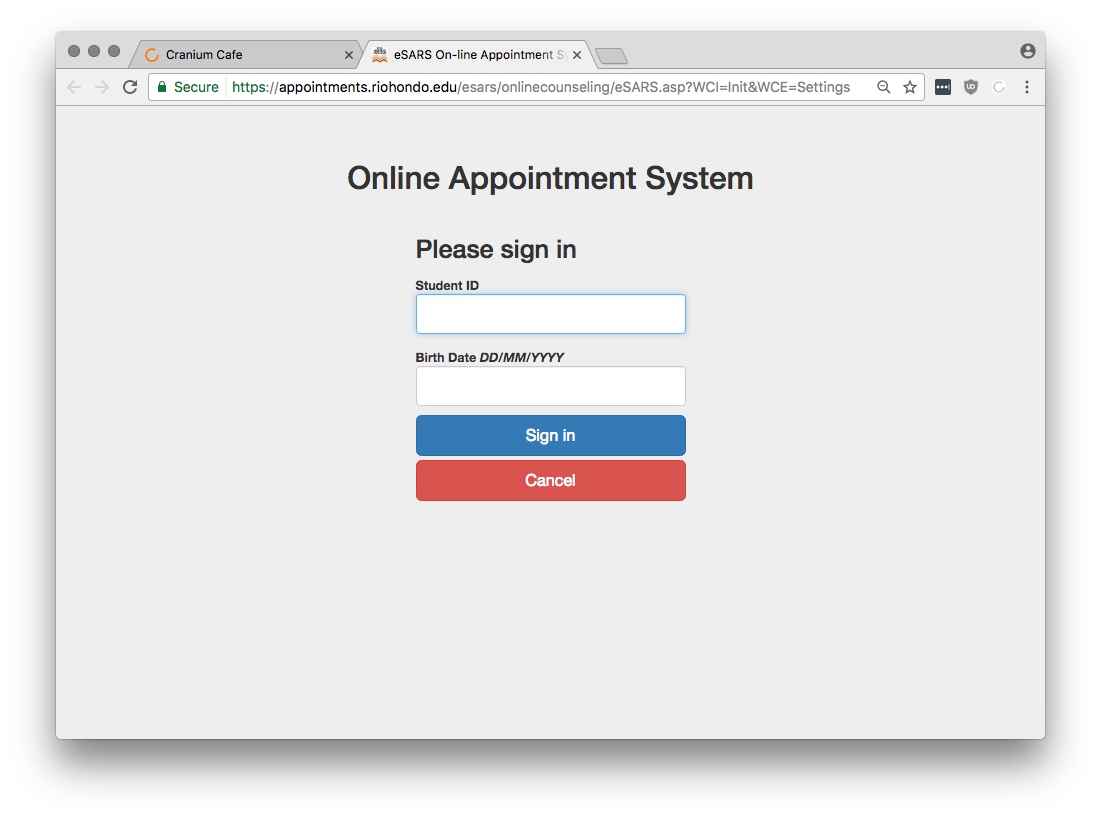 Cranium Cafe
eSARS On-line Appointment S
Secure https://appointments.riohondo.edu/esars/onlinecounseling/eSARS.asp?WCI=Init&WCE=Settings
Online Appointment System
Please sign in
Student ID
Birth Date DD/MM/YYYY
Sign in
Cancel